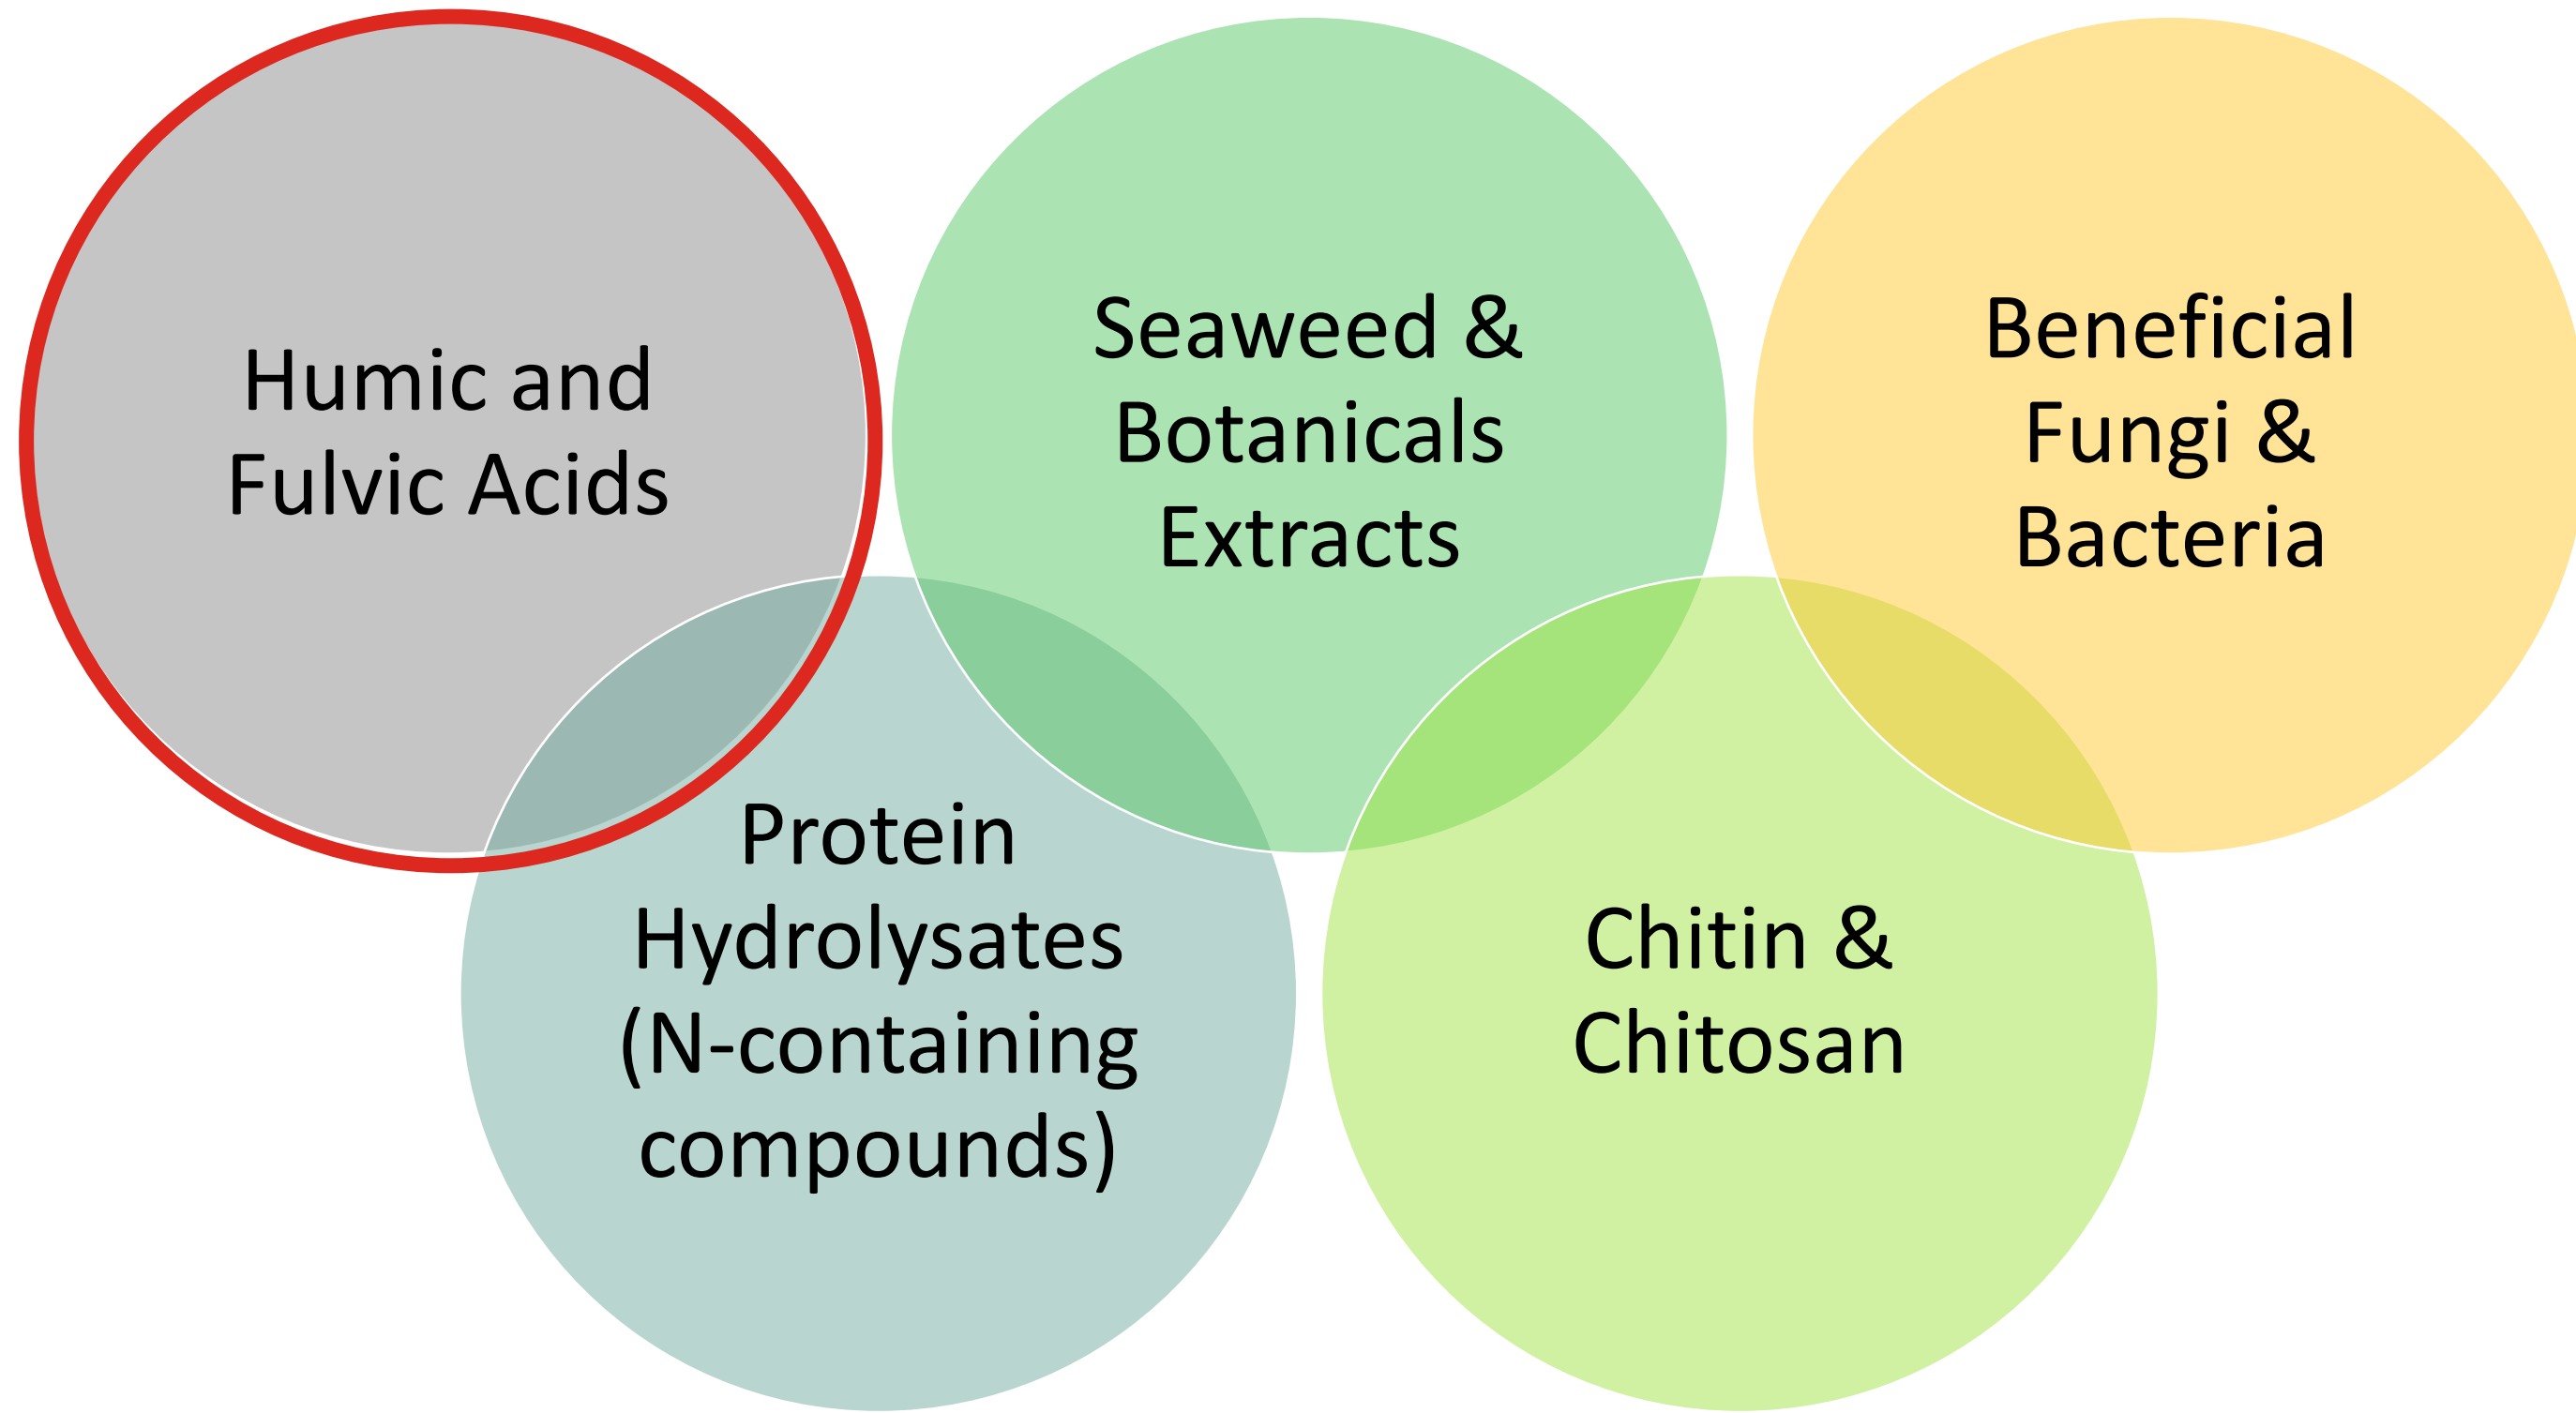 Humic and
Fulvic Acids
Seaweed &
Botanicals
Extracts
Beneficial
Fungi &
Bacteria
Protein
Hydrolysates
(N-containing
compounds)
Chitin &
Chitosan